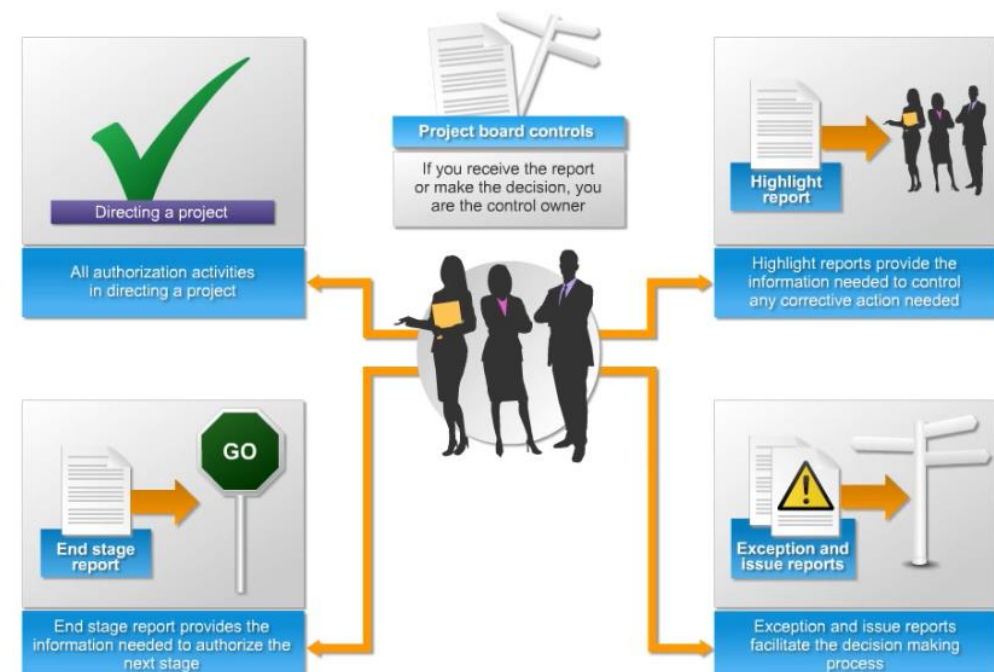 Project board controls
If you receive the report
or make the decision, you
are the control owner
Directing a project
All authorization activities
in directing a project
Highlight
report
Highlight reports provide the
information needed to control
any corrective action needed
GO
End stage
report
End stage report provides the
information needed to authorize the
next stage
Exception and
issue reports
Exception and issue reports
facilitate the decision making
process